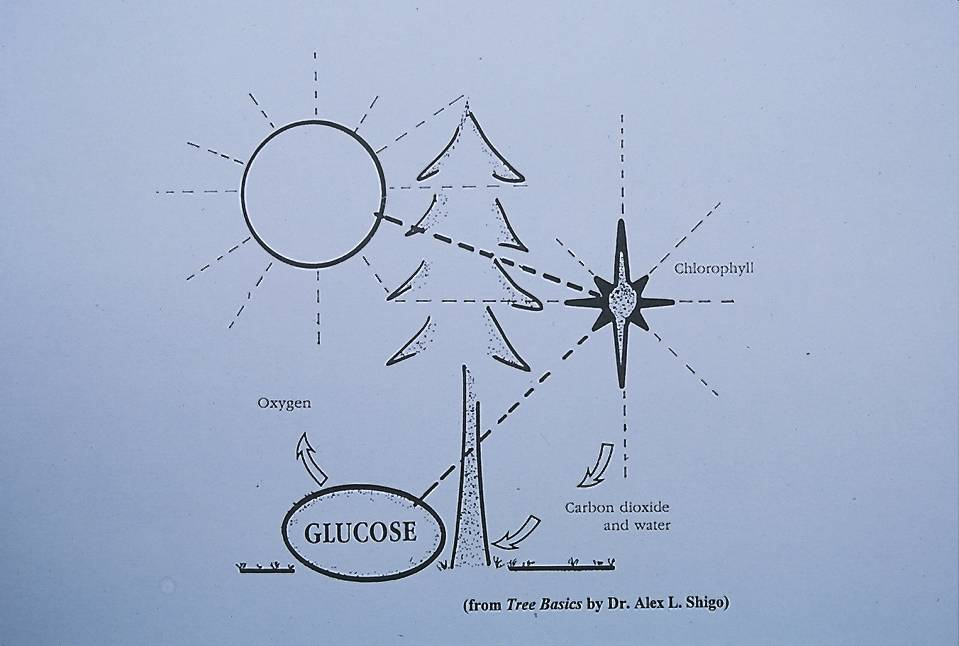 Chlorophyll
Oxygen
Carbon dioxide
and water
GLUCOSE
(from Tree Basics by Dr. Alex L. Shigo)